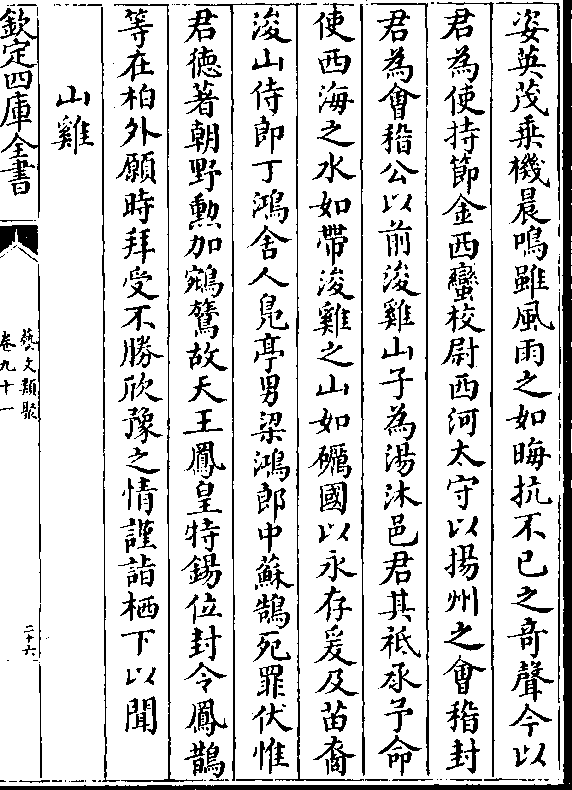 姿英茂乗機晨鳴雖風雨之如晦抗不已之奇聲今以
君為使持節金西蠻校尉西河太守以揚州之會稽封
君為會稽公以前浚雞山子為湯沐邑君其祗承予命
使西海之水如帶浚雞之山如礪國以永存爰及苗裔
浚山侍郎丁鴻舍人鳬亭男梁鴻郎中蘇鵠死罪伏惟
君徳著朝野勲加鵷鷺故天王鳳皇特錫位封令鳳鵲
等在柏外願時拜受不勝欣豫之情謹詣栖下以聞
山雞
欽定四庫全書
藝文類聚
卷九十一
二十六